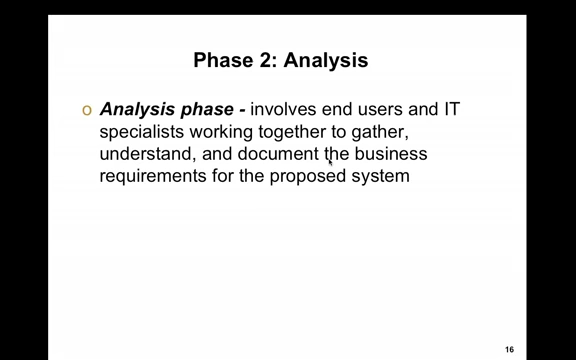 Phase 2: Analysis
o Analysis phase - involves end users and IT
specialists working together to gather,
understand, and document the business
requirements for the proposed system
16